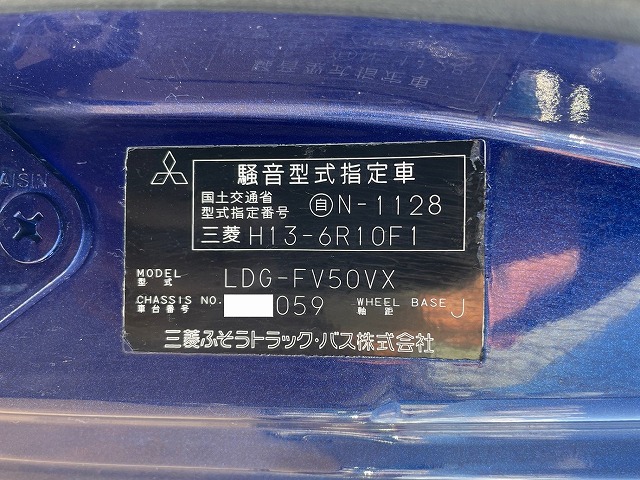 騒音型式指定車
国土交通省
型式指定番号 自N-1128
三菱 H13-6R10F1
MODEL
型式 LDG-FV50VX
CHASSIS NO. 059 WHEEL BASE J
車台番号 軸距
三菱ふそうトラック・バス株式会社
AISIN